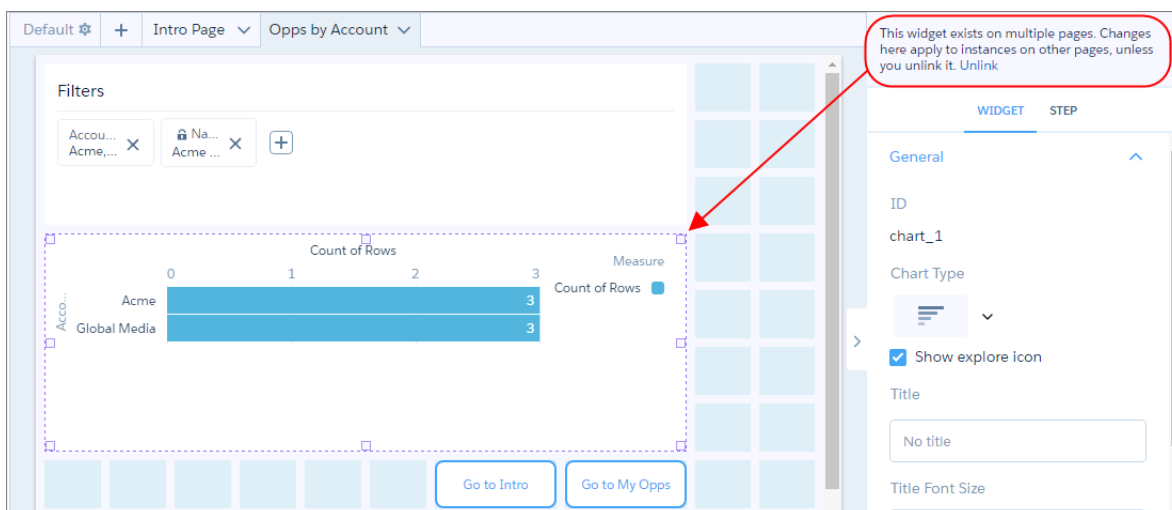 Default
Intro Page
Opps by Account
This widget exists on multiple pages. Changes
here apply to instances on other pages, unless
you unlink it. Unlink
Filters
Accou...
Acme,...
Na...
Acme ...
WIDGET STEP
General
ID
chart_1
Chart Type
Show explore icon
Title
No title
Title Font Size
Count of Rows
0 1 2 3
Measure
Count of Rows
Acco...
Acme 3
Global Media 3
Go to Intro
Go to My Opps